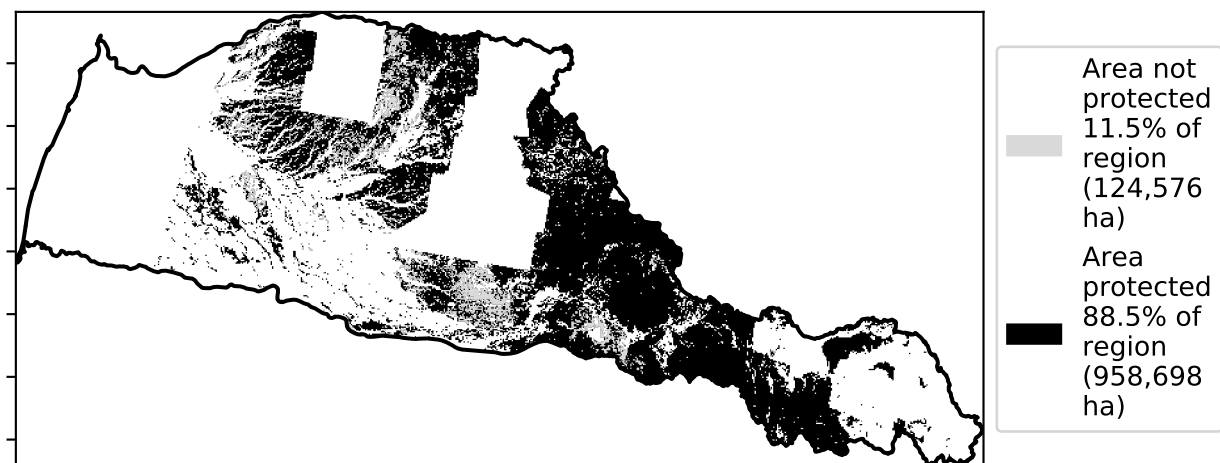 Area not
protected
11.5% of
region
(124,576
ha)
Area
protected
88.5% of
region
(958,698
ha)